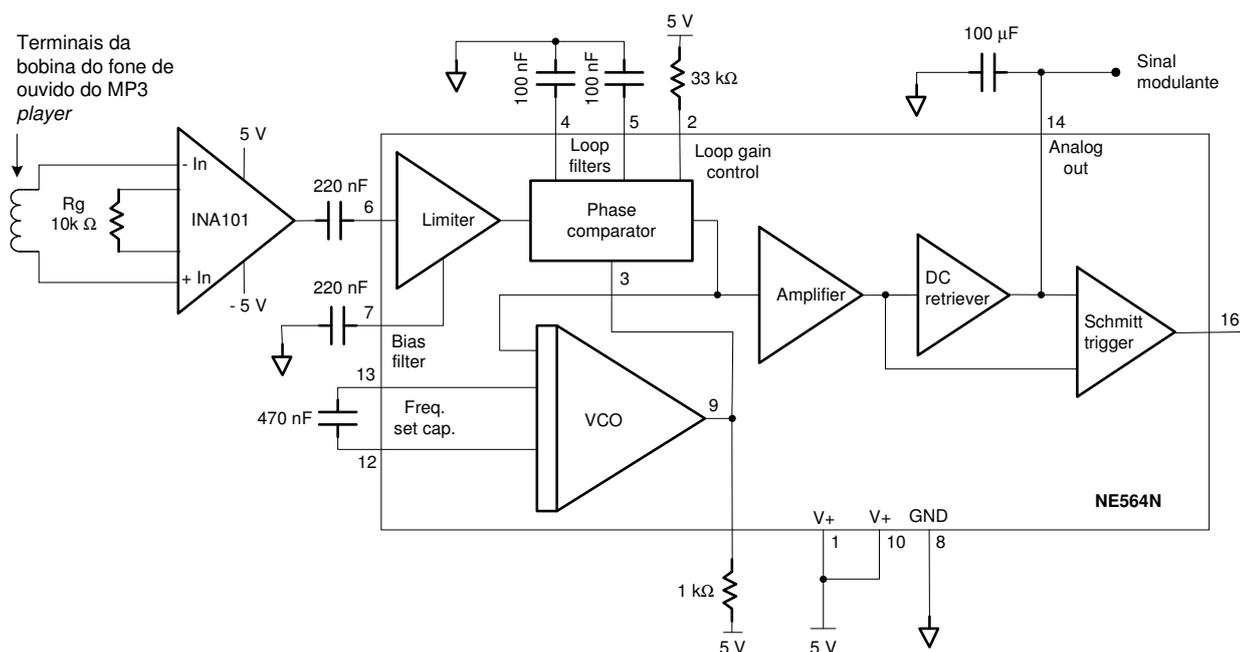 Terminais da
bobina do fone de
ouvido do MP3
player
- In
Rg
10k Ω
+ In
5 V
INA101
- 5 V
220 nF
6
220 nF
7
Bias
filter
Limiter
100 nF
100 nF
4
5
Loop
filters
5 V
33 kΩ
2
Loop gain
control
Phase
comparator
3
13
470 nF
12
Freq.
set cap.
VCO
9
1 kΩ
5 V
Amplifier
DC
retriever
Schmitt
trigger
16
100 µF
Sinal
modulante
14
Analog
out
NE564N
V+
V+
GND
1
10
8
5 V